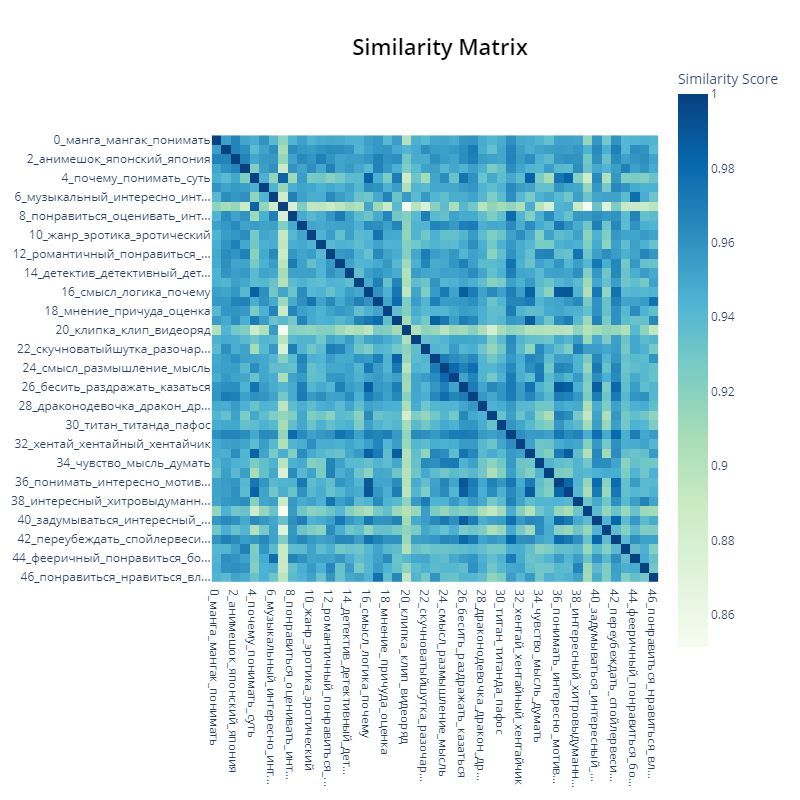 Similarity Matrix
Similarity Score
1
0.98
0.96
0.94
0.92
0.9
0.88
0.86
0_манга_мангак_понимать
2_анимешок_японский_япония
4_почему_понимать_суть
6_музыкальный_интересно_инт...
8_понравиться_оценивать_инт...
10_жанр_эротика_эротический
12_романтичный_понравиться_...
14_детектив_детективный_дет...
16_смысл_логика_почему
18_мнение_причуда_оценка
20_клипка_клип_видеоряд
22_скучноватыйшутка_разочар...
24_смысл_размышление_мысль
26_бесить_раздражать_казаться
28_драконодевочка_дракон_др...
30_титан_титанда_пафос
32_хентай_хентайный_хентайчик
34_чувство_мысль_думать
36_понимать_интересно_мотив...
38_интересный_хитровыдуманн...
40_задумываться_интересный_...
42_переубеждать_спойлервеси...
44_фееричный_понравиться_бо...
46_понравиться_нравиться_вл...
0_манга_мангак_понимать
2_анимешок_японский_япония
4_почему_понимать_суть
6_музыкальный_интересно_инт...
8_понравиться_оценивать_инт...
10_жанр_эротика_эротический
12_романтичный_понравиться_...
14_детектив_детективный_дет...
16_смысл_логика_почему
18_мнение_причуда_оценка
20_клипка_клип_видеоряд
22_скучноватыйшутка_разочар...
24_смысл_размышление_мысль
26_бесить_раздражать_казаться
28_драконодевочка_дракон_др...
30_титан_титанда_пафос
32_хентай_хентайный_хентайчик
34_чувство_мысль_думать
36_понимать_интересно_мотив...
38_интересный_хитровыдуманн...
40_задумываться_интересный_...
42_переубеждать_спойлервеси...
44_фееричный_понравиться_бо...
46_понравиться_нравиться_вл...